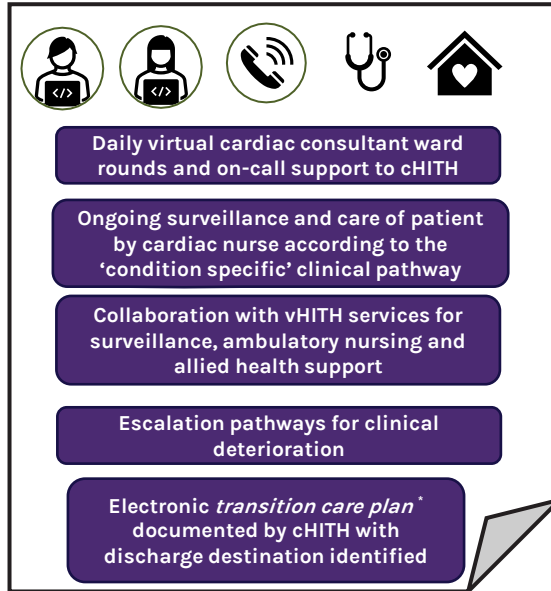 </>
</>
Daily virtual cardiac consultant ward
rounds and on-call support to cHITH
Ongoing surveillance and care of patient
by cardiac nurse according to the
‘condition specific’ clinical pathway
Collaboration with vHITH services for
surveillance, ambulatory nursing and
allied health support
Escalation pathways for clinical
deterioration
Electronic transition care plan*
documented by cHITH with
discharge destination identified